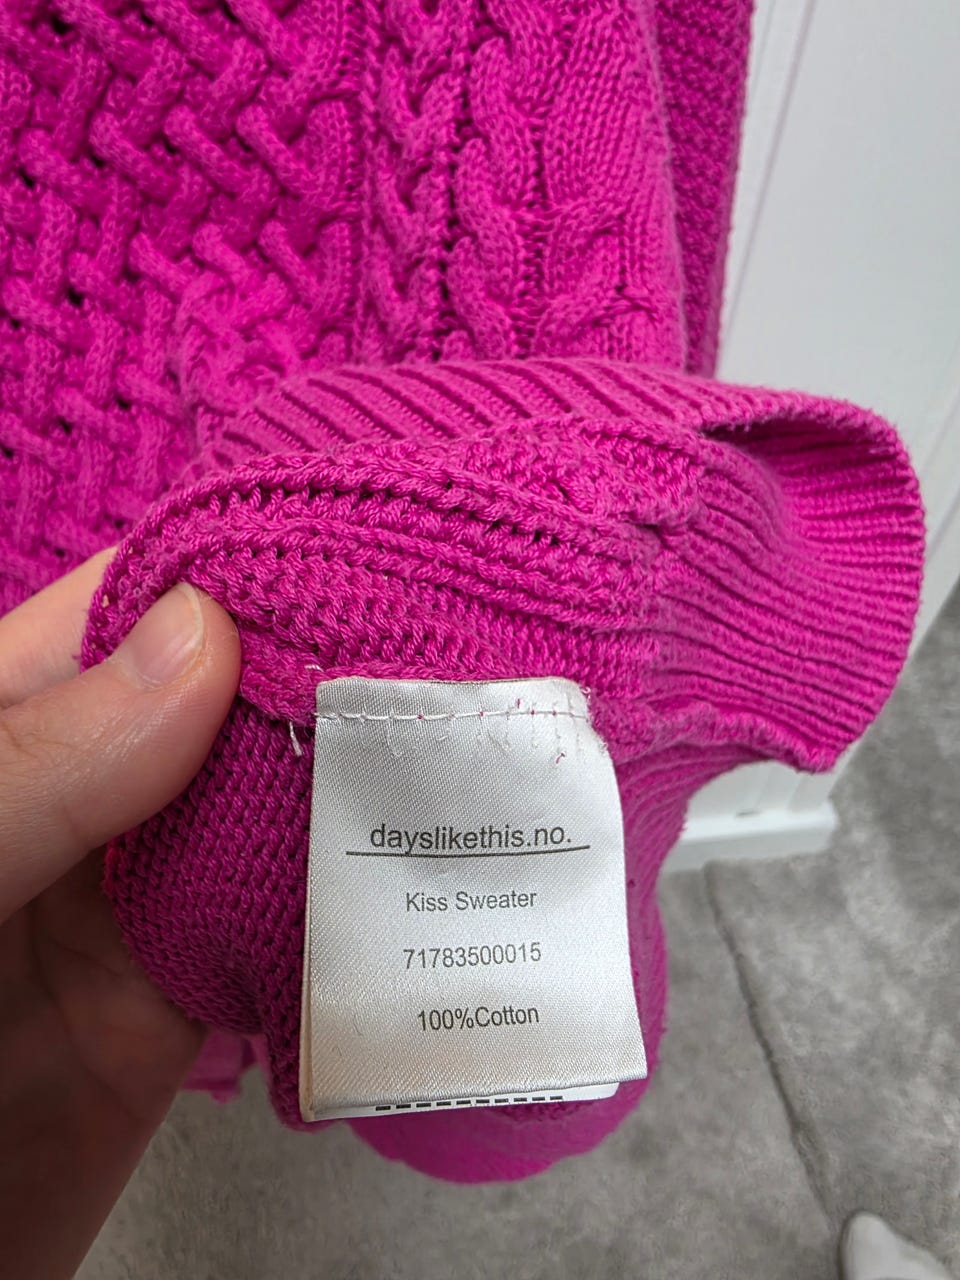 dayslikethis.no.
Kiss Sweater
71783500015
100%Cotton